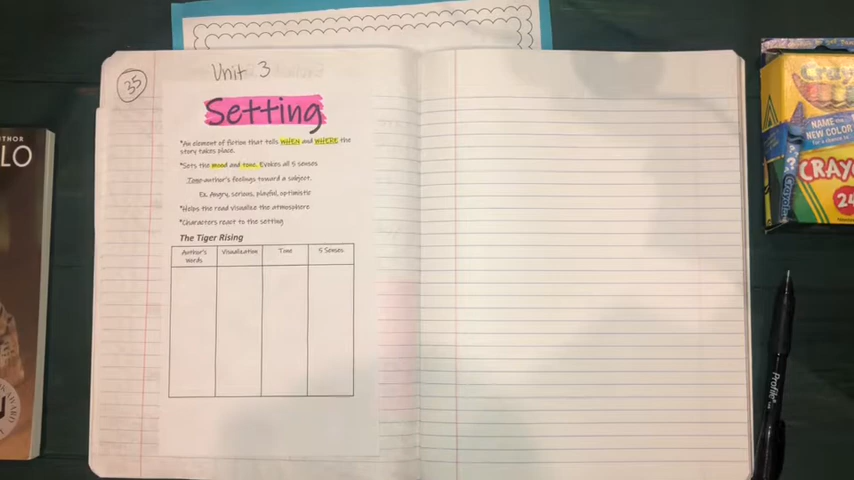 35
Unit 3
Setting
*An element of fiction that tells WHEN and WHERE the
story takes place.
*Sets the mood and tone. Evokes all 5 senses
Tone-author's feelings toward a subject.
Ex. Angry, serious, playful, optimistic
*Helps the read visualize the atmosphere
*Characters react to the setting
The Tiger Rising
Author's Words
Visualization
Time
5 Senses
THOR
LO
Cray
NAME
NEW COLOR
CRAYO
24
Crayola
Profile